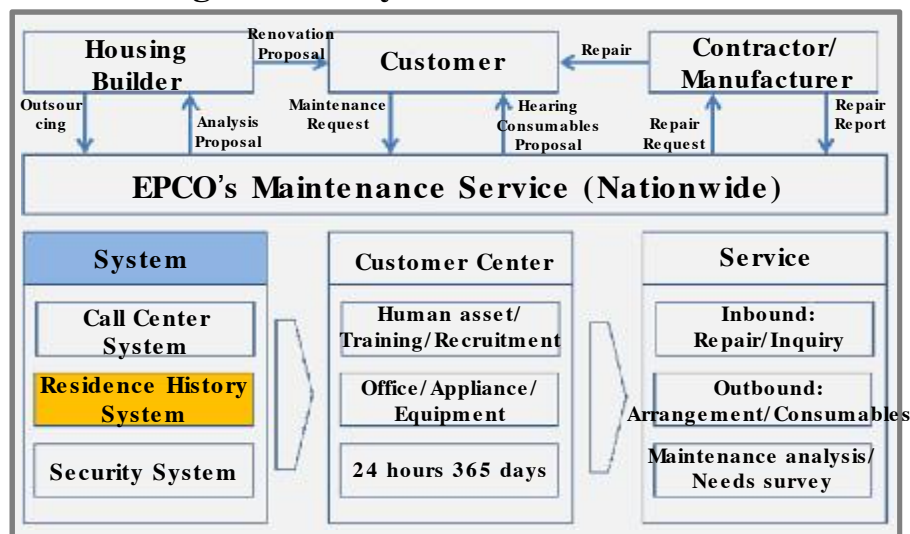 Housing
Builder
Renovation
Proposal
Customer
Repair
Contractor/
Manufacturer
Outsour
cing
Analysis
Proposal
Maintenance
Request
Hearing
Consumables
Proposal
Repair
Request
Repair
Report
EPCO's Maintenance Service (Nationwide)
System
Call Center
System
Residence History
System
Security System
Customer Center
Human asset/
Training/Recruitment
Office/Appliance/
Equipment
24 hours 365 days
Service
Inbound:
Repair/Inquiry
Outbound:
Arrangement/Consumables
Maintenance analysis/
Needs survey